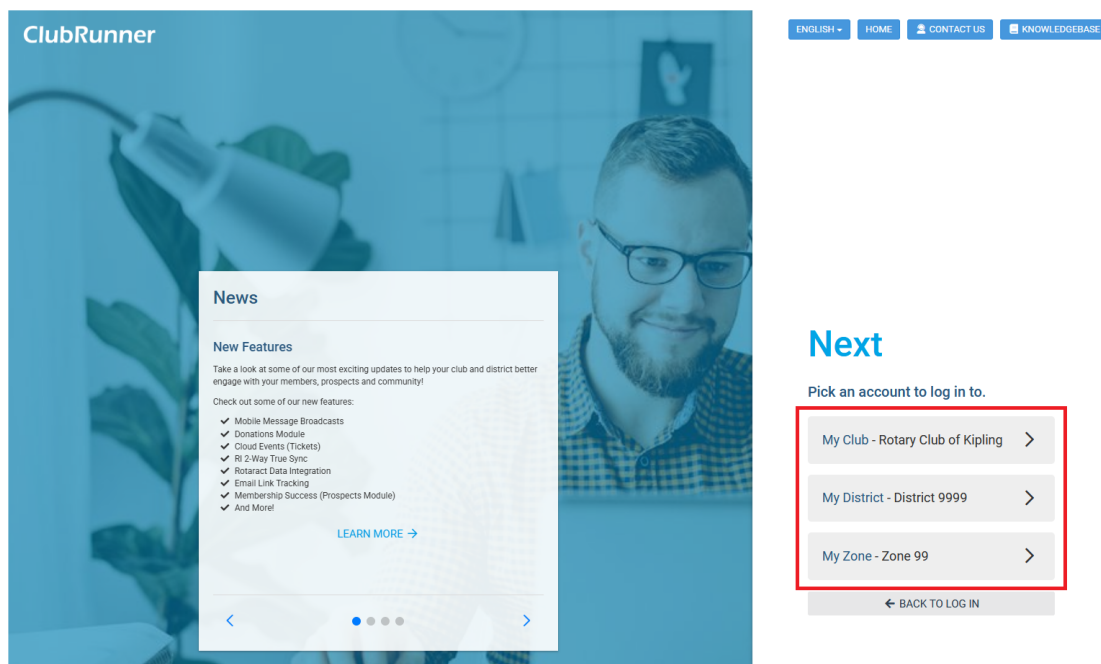 ClubRunner
ENGLISH
HOME
CONTACT US
KNOWLEDGEBASE
News
New Features
Take a look at some of our most exciting updates to help your club and district better
engage with your members, prospects and community!
Check out some of our new features:
Mobile Message Broadcasts
Donations Module
Cloud Events (Tickets)
RI 2-Way True Sync
Rotaract Data Integration
Email Link Tracking
Membership Success (Prospects Module)
And More!
LEARN MORE
Next
Pick an account to log in to.
My Club - Rotary Club of Kipling
My District - District 9999
My Zone - Zone 99
BACK TO LOG IN